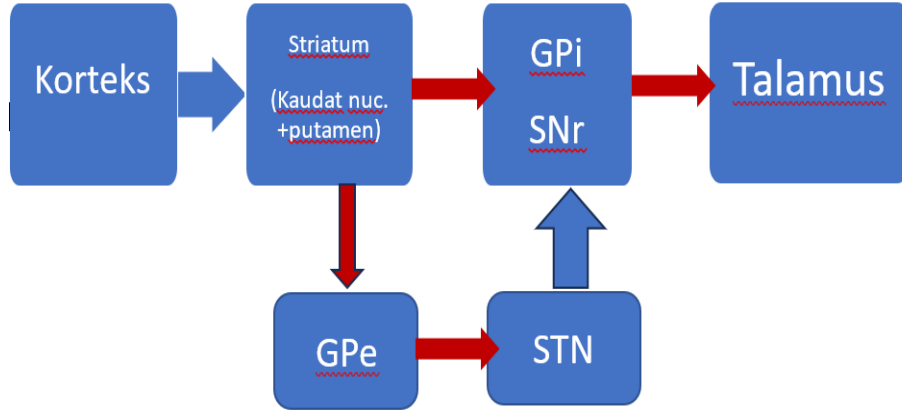 Korteks
Striatum
(Kaudat nuc.
+putamen)
GPi
SNr
Talamus
GPe
STN